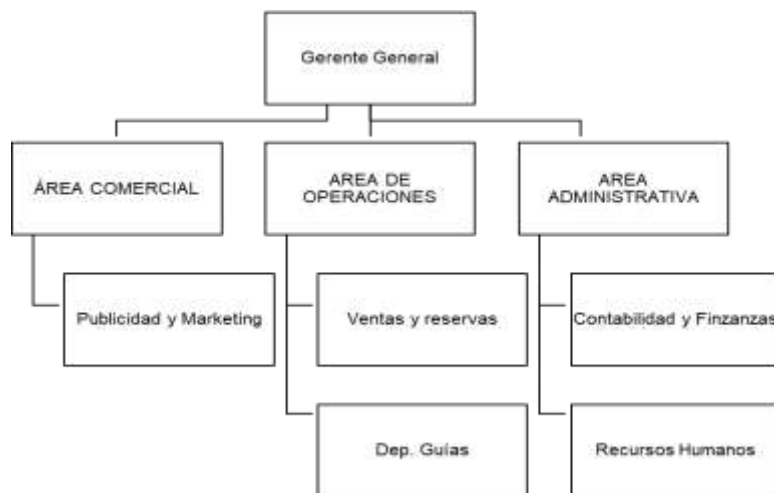 Gerente General
ÁREA COMERCIAL
AREA DE
OPERACIONES
AREA
ADMINISTRATIVA
Publicidad y Marketing
Ventas y reservas
Contabilidad y Finzanzas
Dep. Guías
Recursos Humanos